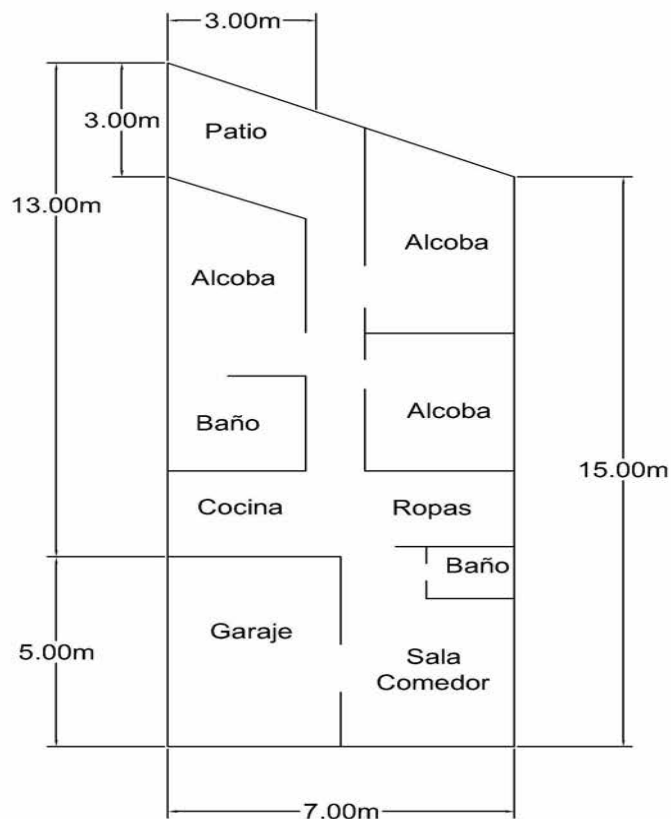 3.00m
3.00m
Patio
13.00m
Alcoba
Alcoba
Alcoba
Baño
15.00m
Cocina
Ropas
Baño
Garaje
5.00m
Sala
Comedor
7.00m